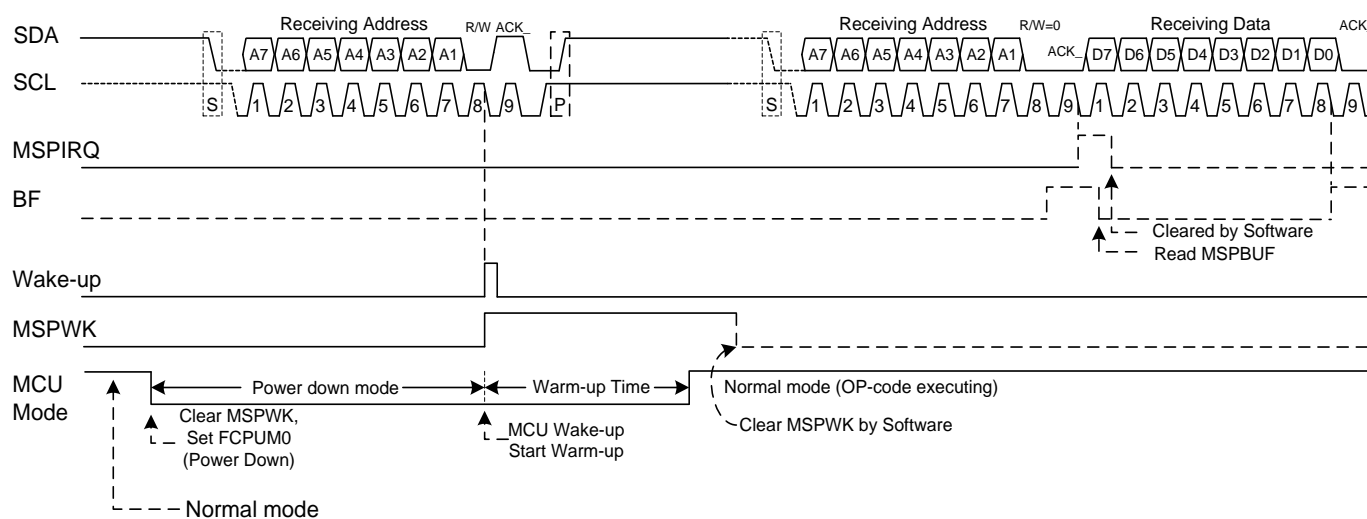 Receiving Address
R/W ACK_
Receiving Address
R/W=0
Receiving Data
ACK_
SDA
A7 A6 A5 A4 A3 A2 A1
A7 A6 A5 A4 A3 A2 A1
ACK_
D7 D6 D5 D4 D3 D2 D1 D0
SCL
S 1 2 3 4 5 6 7 8 9 P
S 1 2 3 4 5 6 7 8 9 1 2 3 4 5 6 7 8 9
MSPIRQ
BF
Cleared by Software
Read MSPBUF
Wake-up
MSPWK
MCU
Mode
Power down mode
Warm-up Time
Normal mode (OP-code executing)
Clear MSPWK,
Set FCPUM0
(Power Down)
MCU Wake-up
Start Warm-up
Clear MSPWK by Software
Normal mode